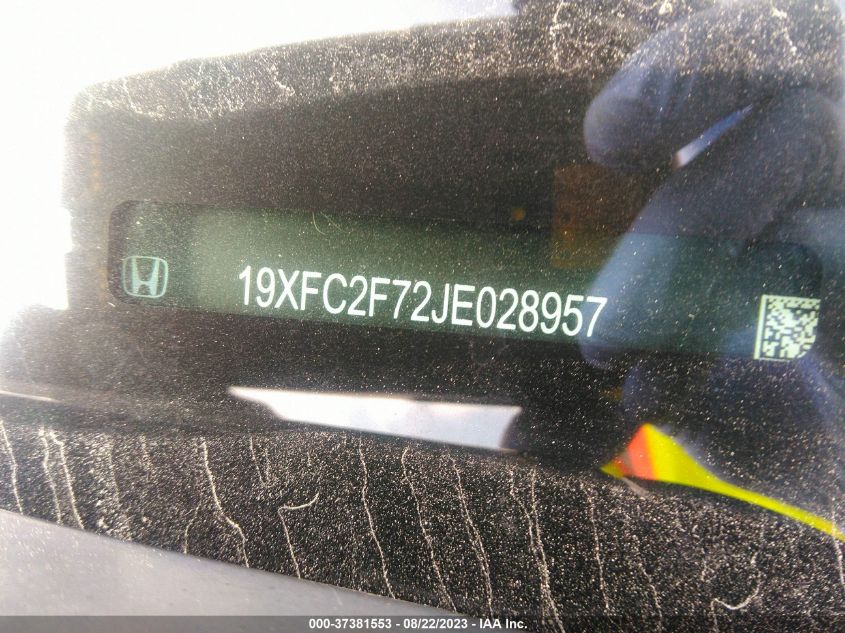 19XFC2F72JE028957
000-37381553 - 08/22/2023 - IAA Inc.